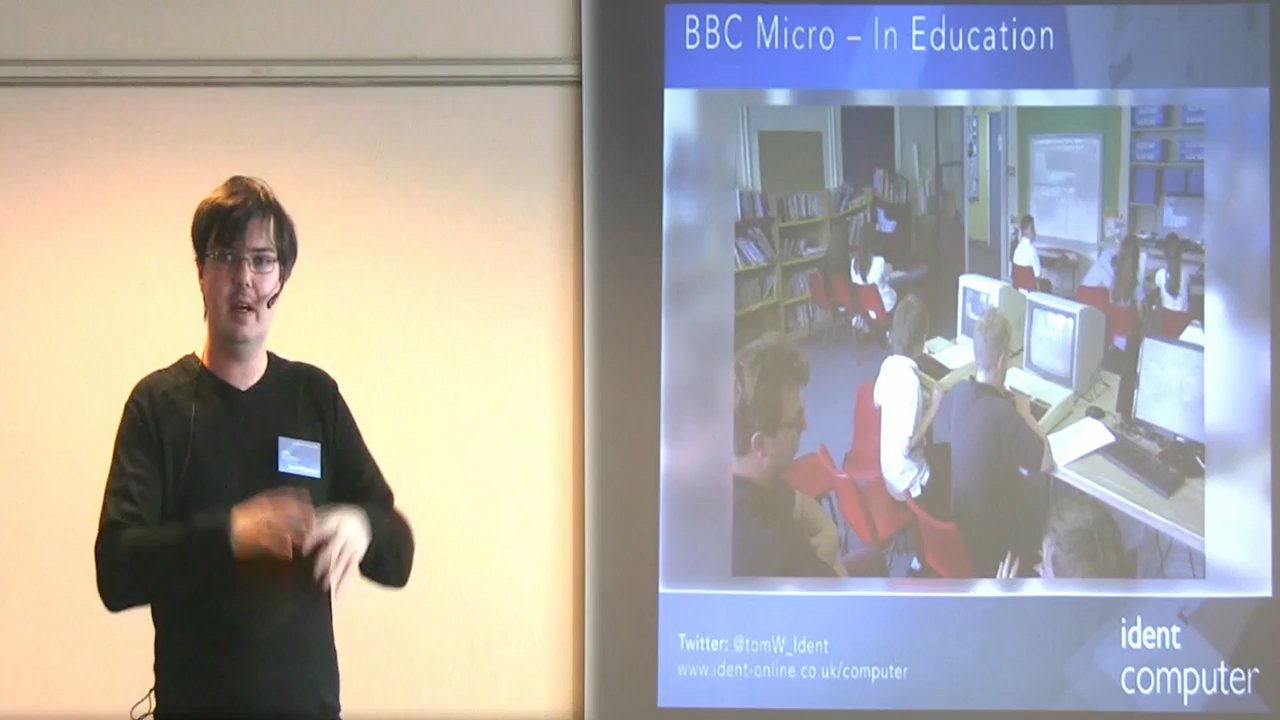 BBC Micro – In Education
Twitter: @tomW_Ident
www.ident-online.co.uk/computer
ident
computer